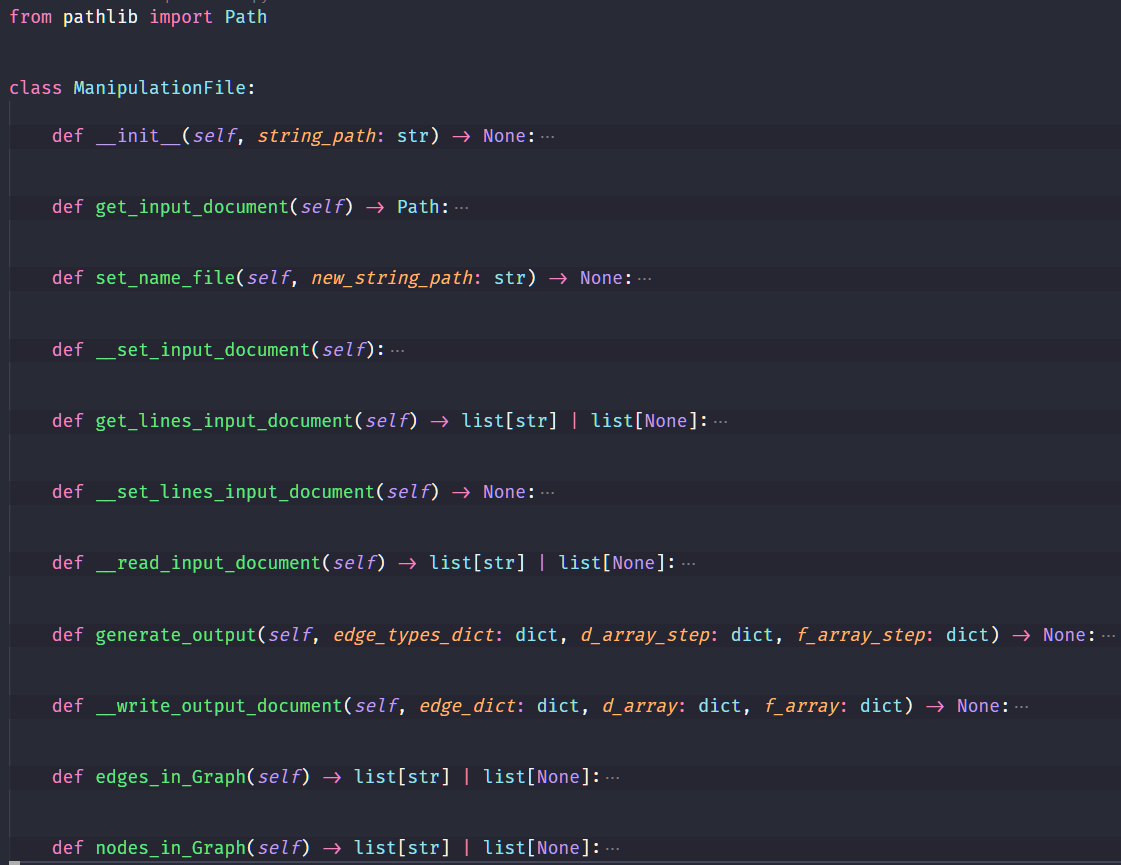 from pathlib import Path
class ManipulationFile:
def __init__(self, string_path: str) -> None:···
def get_input_document(self) -> Path:···
def set_name_file(self, new_string_path: str) -> None:···
def __set_input_document(self):···
def get_lines_input_document(self) -> list[str] | list[None]:···
def __set_lines_input_document(self) -> None:···
def __read_input_document(self) -> list[str] | list[None]:···
def generate_output(self, edge_types_dict: dict, d_array_step: dict, f_array_step: dict) -> None:···
def __write_output_document(self, edge_dict: dict, d_array: dict, f_array: dict) -> None:···
def edges_in_Graph(self) -> list[str] | list[None]:···
def nodes_in_Graph(self) -> list[str] | list[None]:···